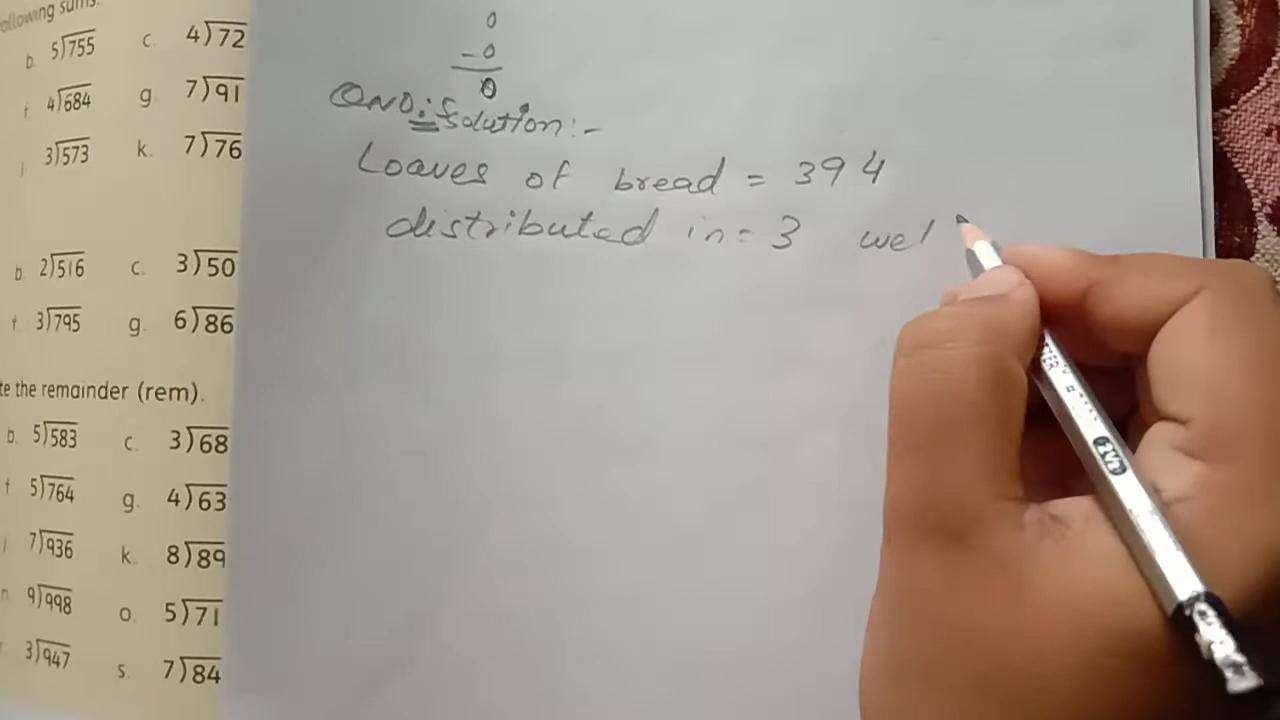 following sums.
b. 5)755 c. 4)72
f. 4)684 g. 7)91
j 3)573 k. 7)76
b. 2)516 c. 3)50
f 3)795 g. 6)86
te the remainder (rem).
b. 5)583 c. 3)68
f 5)764 g. 4)63
j 7)936 k. 8)89
n. 9)998 o. 5)71
3)947 s. 7)84
0
-0
0
QNO:5
solution:-
Loaves of bread = 394
distributed in = 3 wel